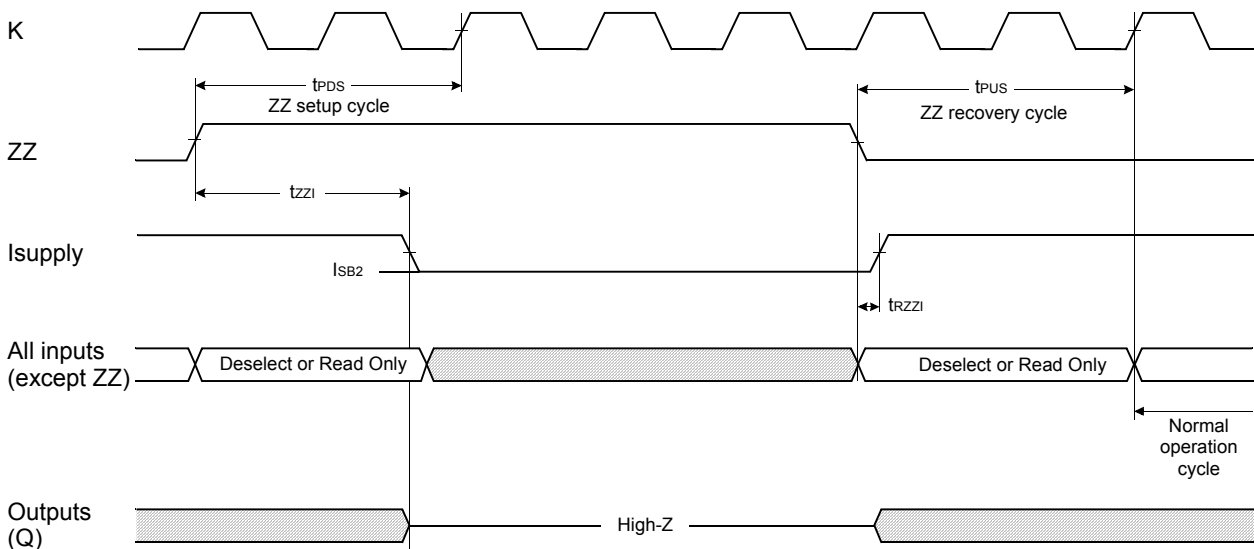 K
tPDS
ZZ setup cycle
tPUS
ZZ recovery cycle
ZZ
tZZI
Isupply
ISB2
tRZZI
All inputs
(except ZZ)
Deselect or Read Only
Deselect or Read Only
Normal
operation
cycle
Outputs
(Q)
High-Z